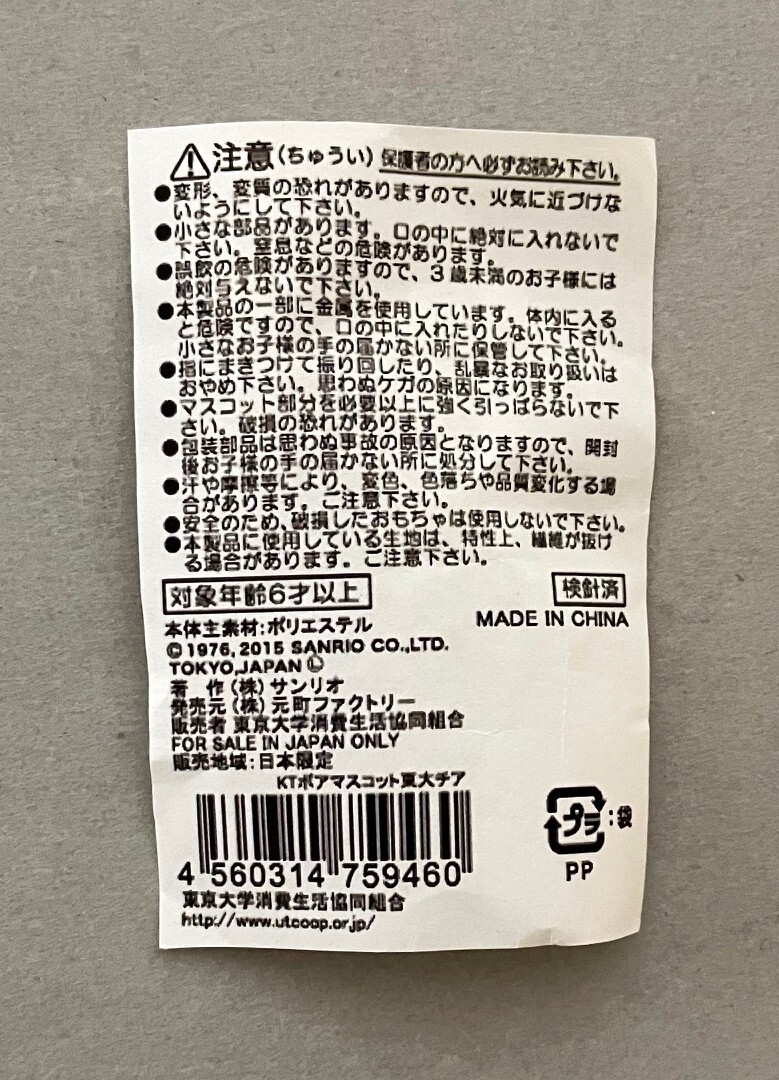 ⚠注意(ちゅうい) 保護者の方へ必ずお読み下さい。
●変形、変質の恐れがありますので、火気に近づけな
いようにして下さい。
●小さな部品があります。口の中に絶対に入れないで
下さい。窒息などの危険があります。
●誤飲の危険がありますので、3歳未満のお子様には
絶対与えないで下さい。
●本製品の一部に金属を使用しています。体内に入る
と危険ですので、口の中に入れたりしないで下さい。
小さなお子様の手の届かない所に保管して下さい。
●指にまきつけて振り回したり、乱暴なお取り扱いは
おやめ下さい。思わぬケガの原因になります。
●マスコット部分を必要以上に強く引っぱらないで下
さい。破損の恐れがあります。
●包装部品は思わぬ事故の原因となりますので、開封
後お子様の手の届かない所に処分して下さい。
●汗や摩擦等により、変色、色落ちや品質変化する場
合があります。ご注意下さい。
●安全のため、破損したおもちゃは使用しないで下さい。
●本製品に使用している生地は、特性上、繊維が抜け
る場合があります。ご注意下さい。
対象年齢6才以上 検針済
本体主素材:ポリエステル MADE IN CHINA
©1976,2015 SANRIO CO.,LTD.
TOKYO,JAPAN Ⓛ
著 作(株)サンリオ
発売元(株)元町ファクトリー
販売者 東京大学消費生活協同組合
FOR SALE IN JAPAN ONLY
販売地域:日本限定
KTボアマスコット東大チア
4 560314 759460
プラ:袋
PP
東京大学消費生活協同組合
http://www.utcoop.or.jp/